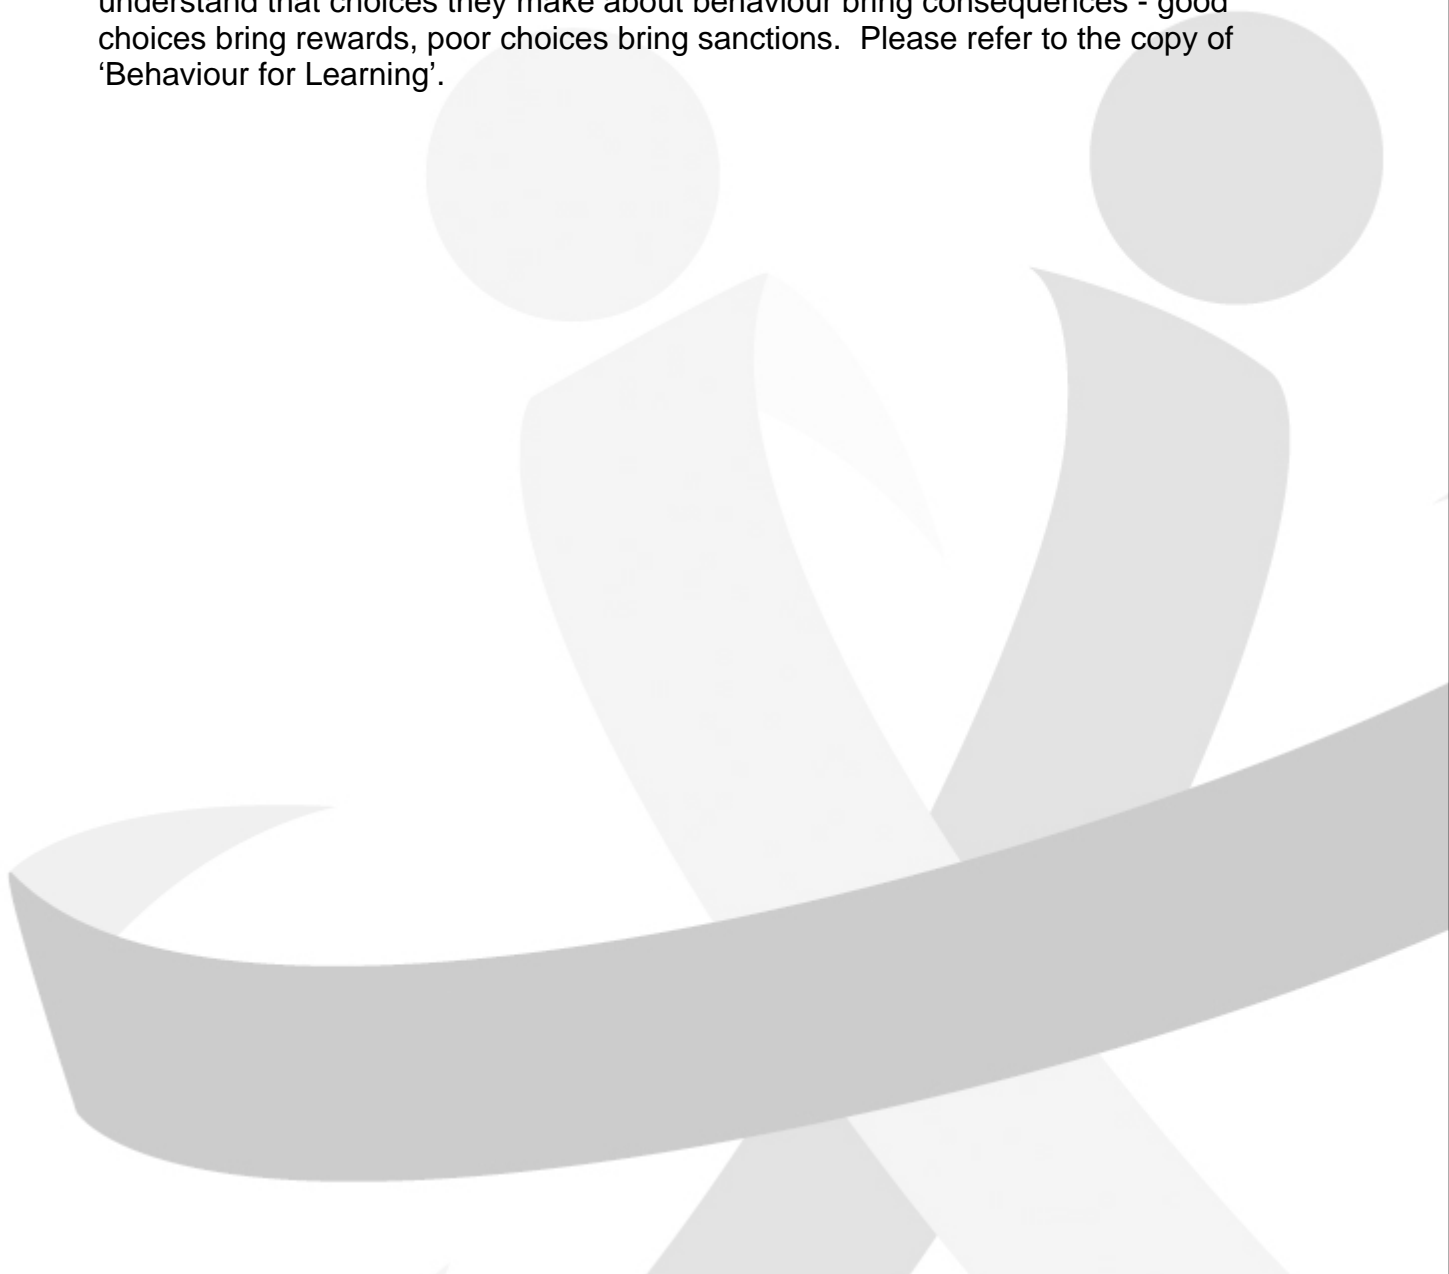 understand that choices they make about behaviour bring consequences - good
choices bring rewards, poor choices bring sanctions.  Please refer to the copy of
‘Behaviour for Learning’.